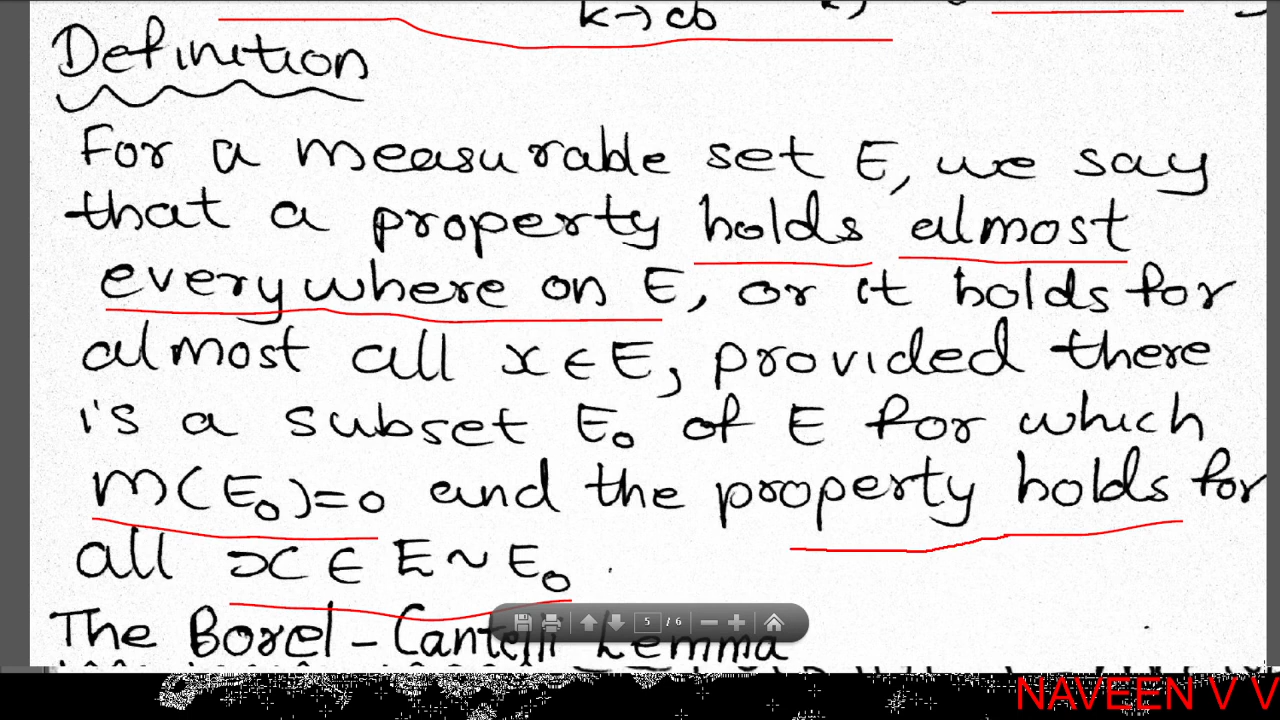 k→∞
Definition
For a measurable set E, we say
that a property holds almost
everywhere on E, or it holds for
almost all x ∈ E, provided there
is a subset E₀ of E for which
m(E₀)=0 and the property holds for
all x ∈ E ~ E₀.
5 / 6
The Borel-Cantelli Lemma
NAVEEN V V